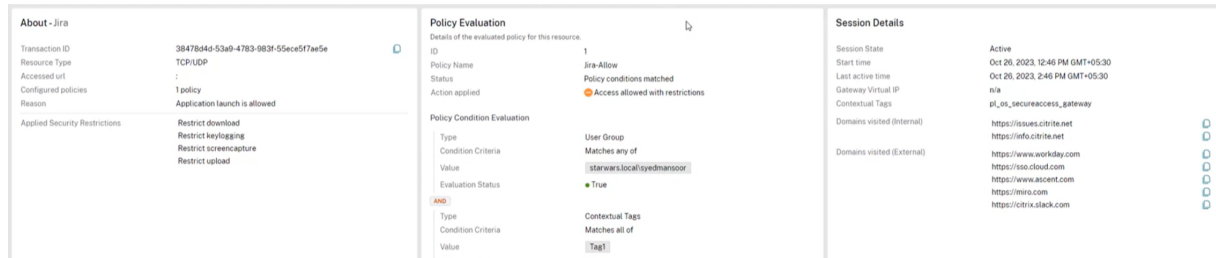 About - Jira
Transaction ID 38478d4d-53a9-4783-983f-55ece5f7ae5e
Resource Type TCP/UDP
Accessed url :
Configured policies 1 policy
Reason Application launch is allowed
Applied Security Restrictions Restrict download
Restrict keylogging
Restrict screencapture
Restrict upload
Policy Evaluation
Details of the evaluated policy for this resource.
ID 1
Policy Name Jira-Allow
Status Policy conditions matched
Action applied Access allowed with restrictions
Policy Condition Evaluation
Type User Group
Condition Criteria Matches any of
Value starwars.local\syedmansoor
Evaluation Status True
AND
Type Contextual Tags
Condition Criteria Matches all of
Value Tag1
Session Details
Session State Active
Start time Oct 26, 2023, 12:46 PM GMT+05:30
Last active time Oct 26, 2023, 2:46 PM GMT+05:30
Gateway Virtual IP n/a
Contextual Tags pl_os_secureaccess_gateway
Domains visited (Internal) https://issues.citrite.net
https://info.citrite.net
Domains visited (External) https://www.workday.com
https://sso.cloud.com
https://www.ascent.com
https://miro.com
https://citrix.slack.com